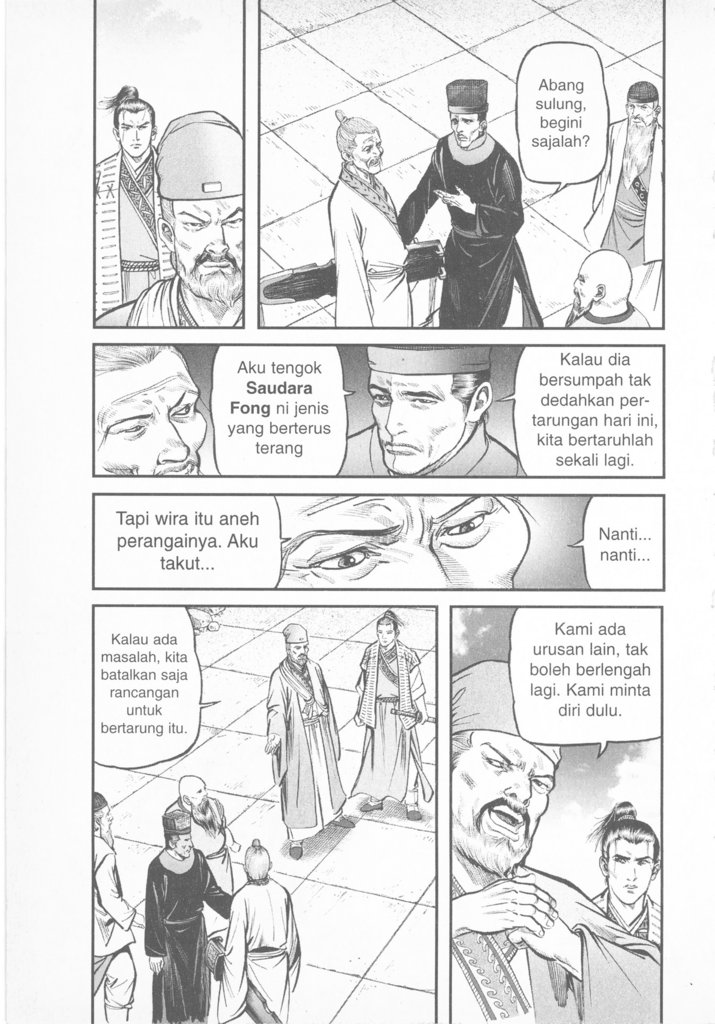 Abang
sulung,
begini
sajalah?
Aku tengok
Saudara
Fong ni jenis
yang berterus
terang
Kalau dia
bersumpah tak
dedahkan per-
tarungan hari ini,
kita bertaruhlah
sekali lagi.
Tapi wira itu aneh
perangainya. Aku
takut...
Nanti...
nanti...
Kalau ada
masalah, kita
batalkan saja
rancangan
untuk
bertarung itu.
Kami ada
urusan lain, tak
boleh berlengah
lagi. Kami minta
diri dulu.